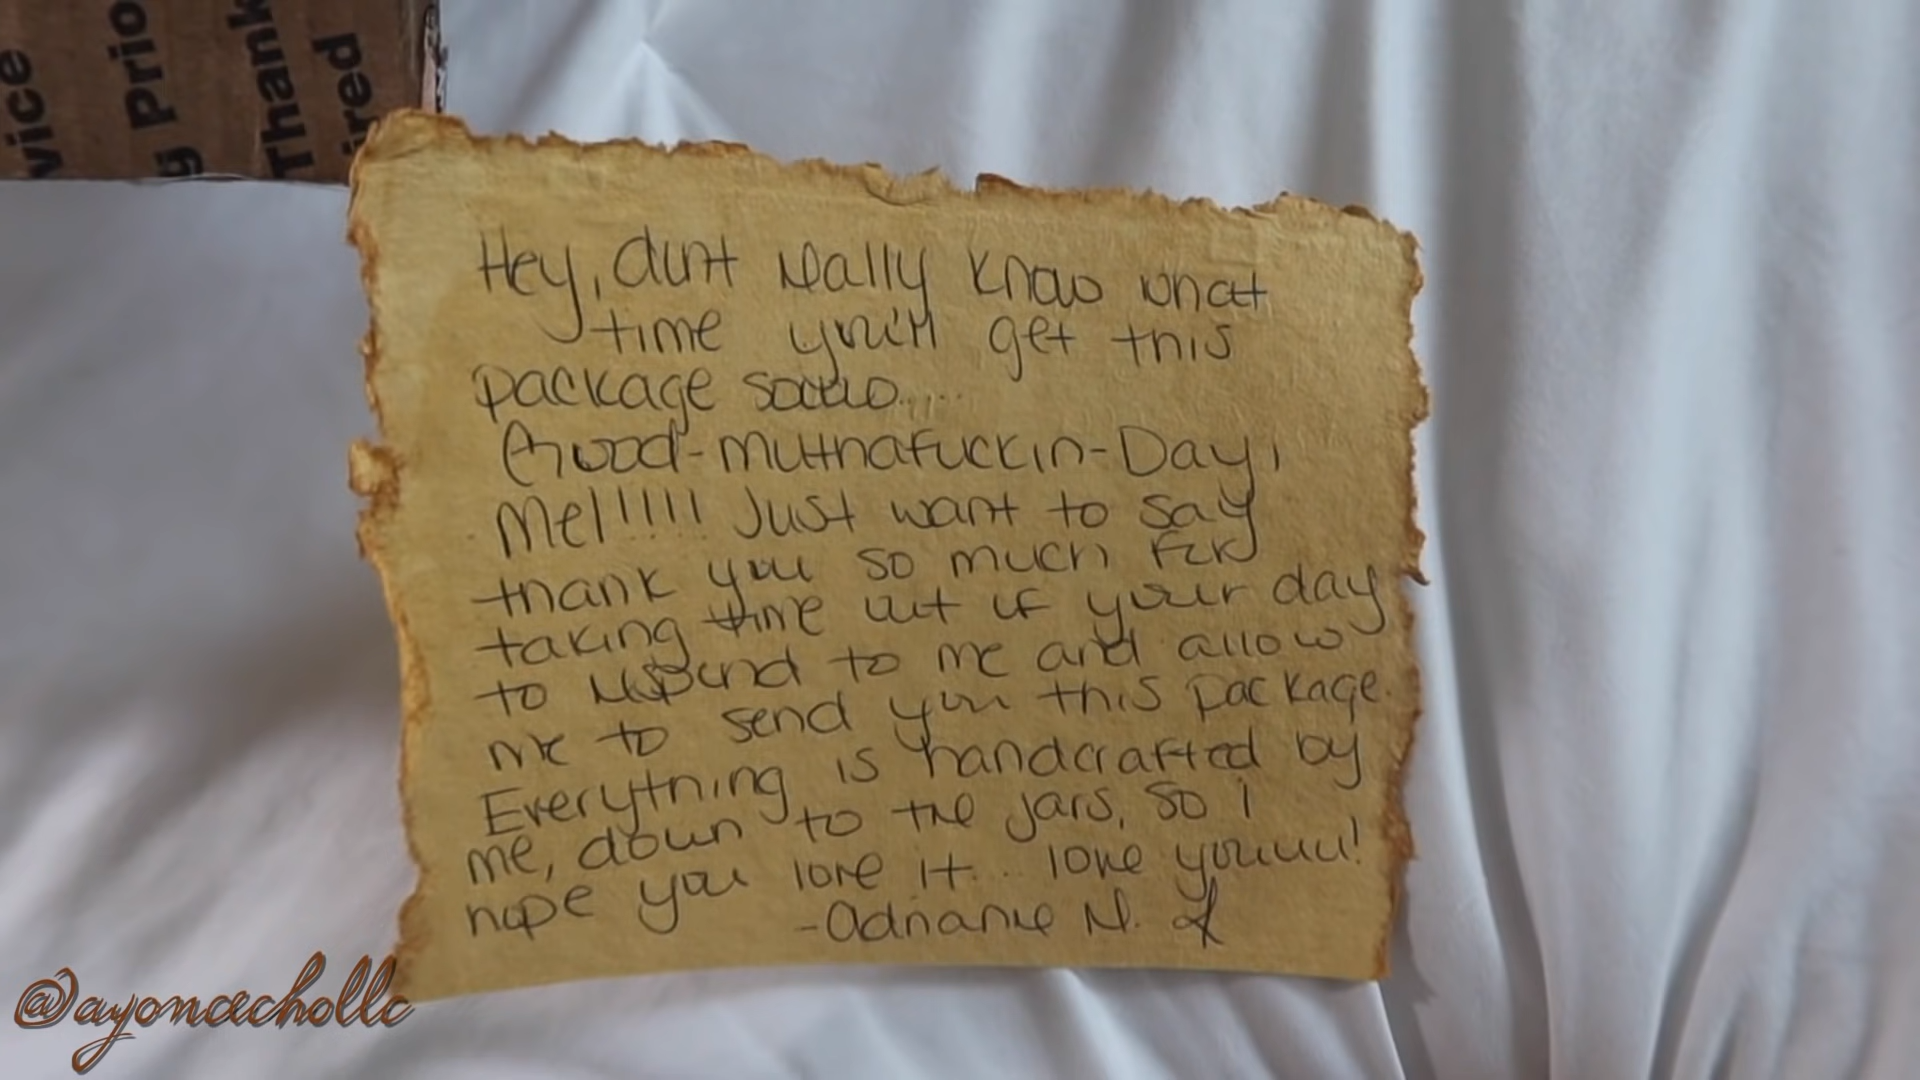 vice
y Prio
Thank
ired
Hey, dunt really know what
time you'll get this
package soooo.....
Good-muthafuckin-Day,
Mel!!!!! Just want to say
thank you so much for
taking time out of your day
to respond to me and allow
me to send you this package.
Everything is handcrafted by
me, down to the jars, so i
hope you love it... love youuuu!
-Adrianne N.
@ayoncechollc